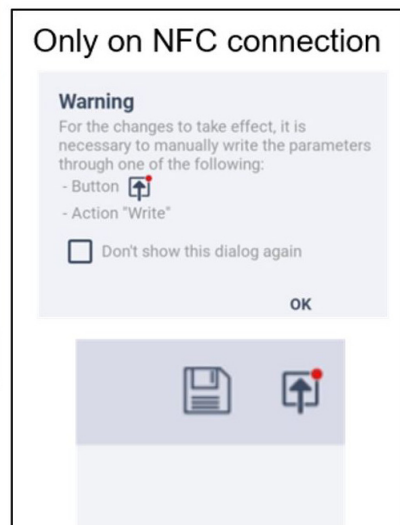 Only on NFC connection
Warning
For the changes to take effect, it is
necessary to manually write the parameters
through one of the following:
- Button
- Action "Write"
Don't show this dialog again
OK